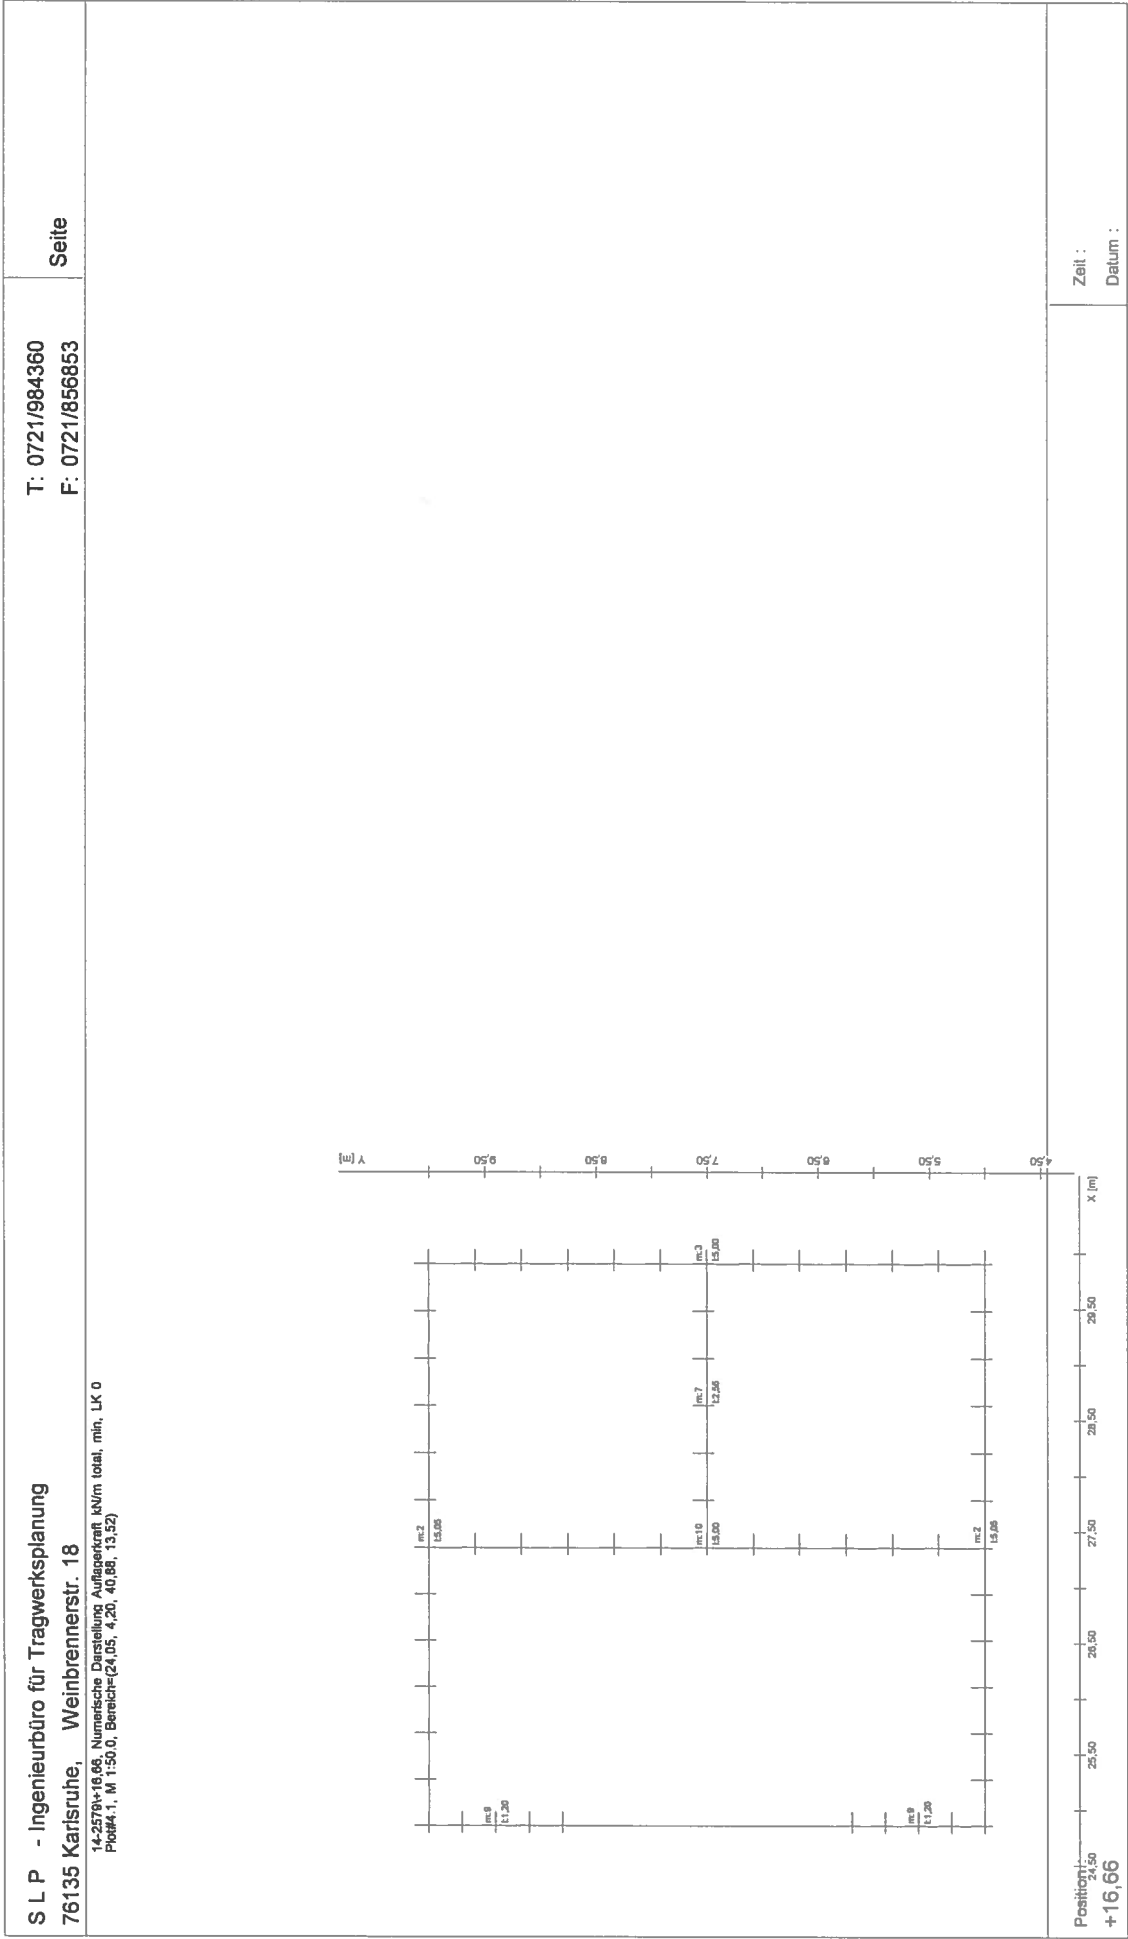 S L P - Ingenieurbüro für Tragwerksplanung
T: 0721/984360
76135 Karlsruhe, Weinbrennerstr. 18
F: 0721/856853
Seite
14-2579\+16,66, Numerische Darstellung Auflagerkraft kN/m total, min, LK 0
Plot#4.1, M 1:50.0, Bereich=(24,05, 4,20, 40,88, 13,52)
Y [m]
9,50
8,50
7,50
6,50
5,50
4,50
m:2
t:5,05
m:9
t:1,20
m:10
t:5,00
m:7
t:2,56
m:3
t:5,00
m:9
t:1,20
m:2
t:5,05
24,50
25,50
26,50
27,50
28,50
29,50
X [m]
Position:
+16,66
Zeit :
Datum :